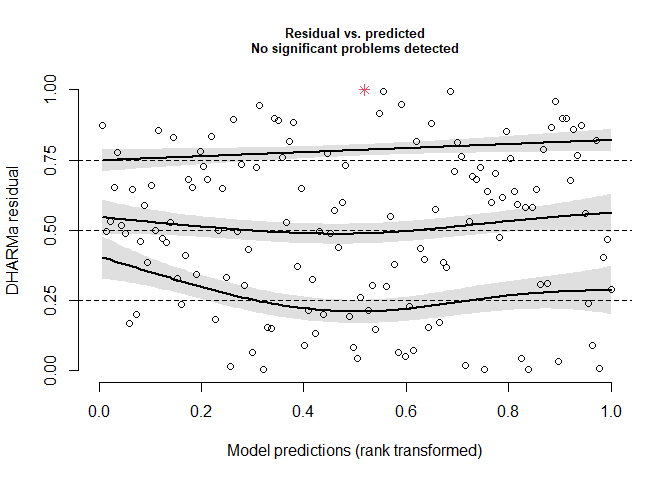 Residual vs. predicted
No significant problems detected
1.00
0.75
0.50
0.25
0.00
DHARMa residual
0.0 0.2 0.4 0.6 0.8 1.0
Model predictions (rank transformed)